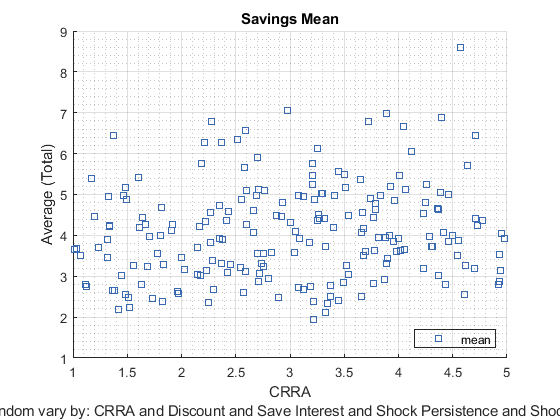 Savings Mean
Average (Total)
9
8
7
6
5
4
3
2
1
1 1.5 2 2.5 3 3.5 4 4.5 5
mean
CRRA
vary by: CRRA and Discount and Save Interest and Shock Persistence and